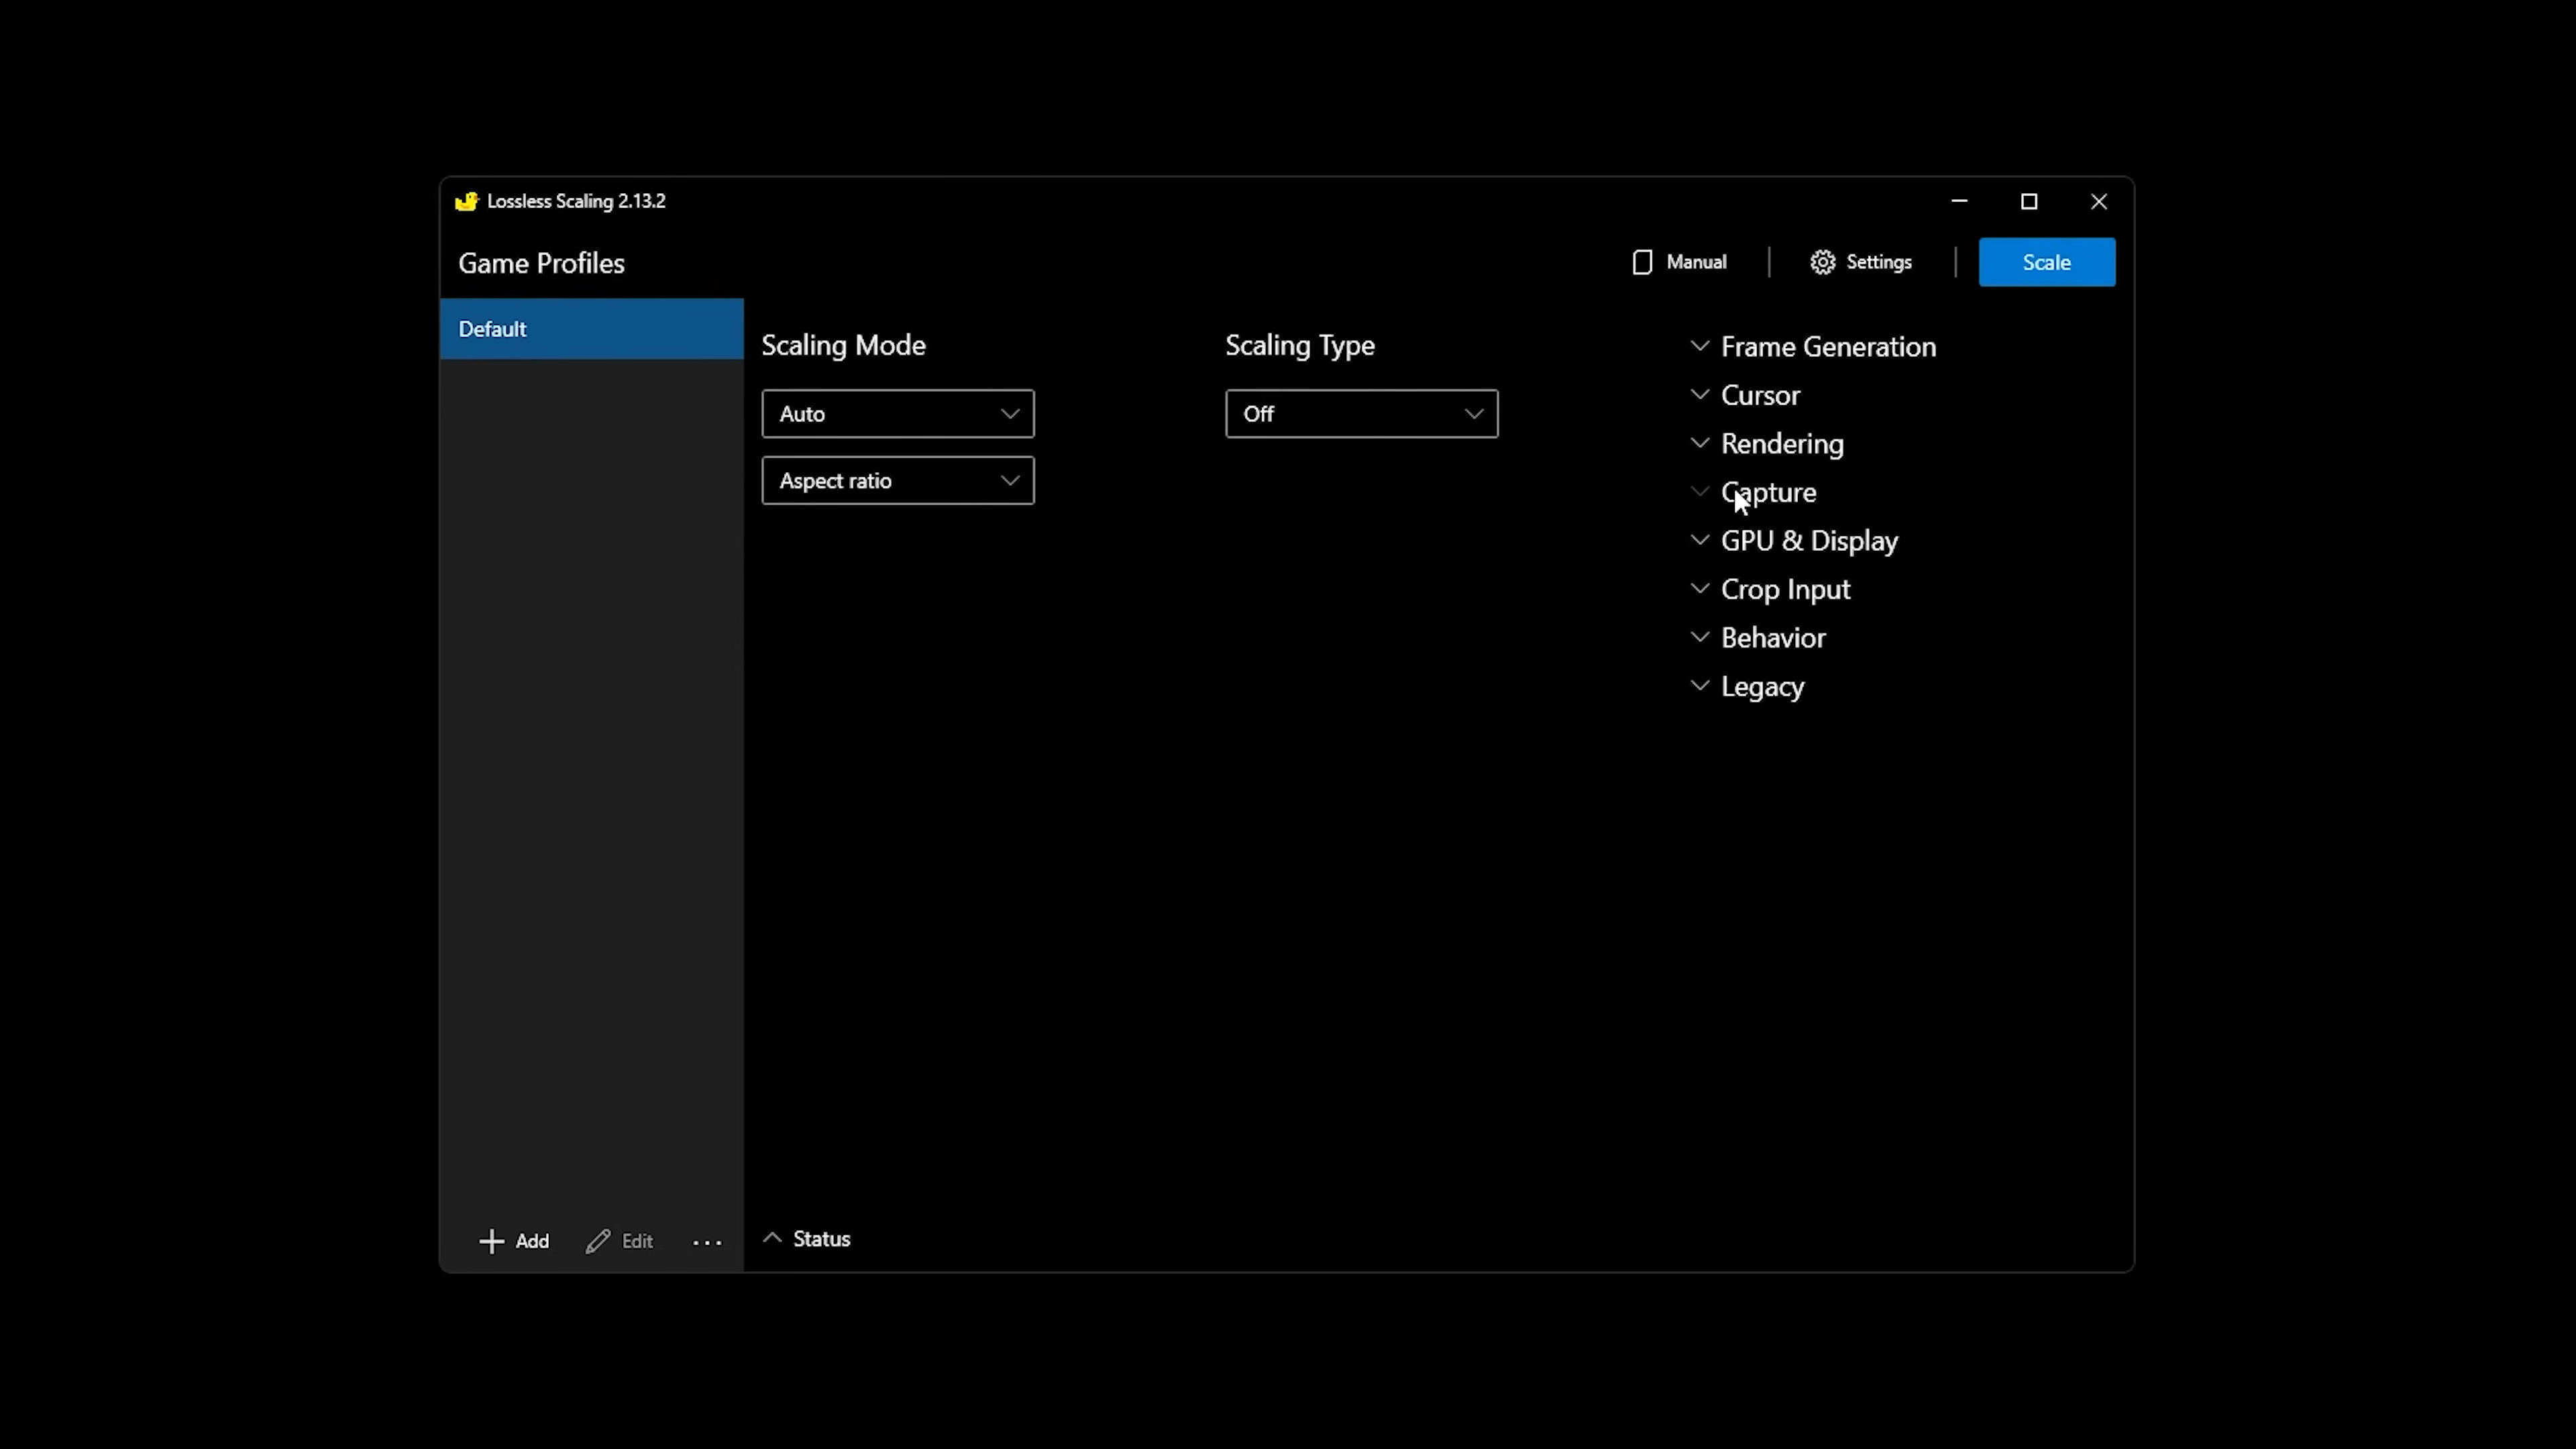 Lossless Scaling 2.13.2
Game Profiles
Manual
Settings
Scale
Default
Scaling Mode
Auto
Aspect ratio
Scaling Type
Off
Frame Generation
Cursor
Rendering
Capture
GPU & Display
Crop Input
Behavior
Legacy
Add
Edit
...
Status